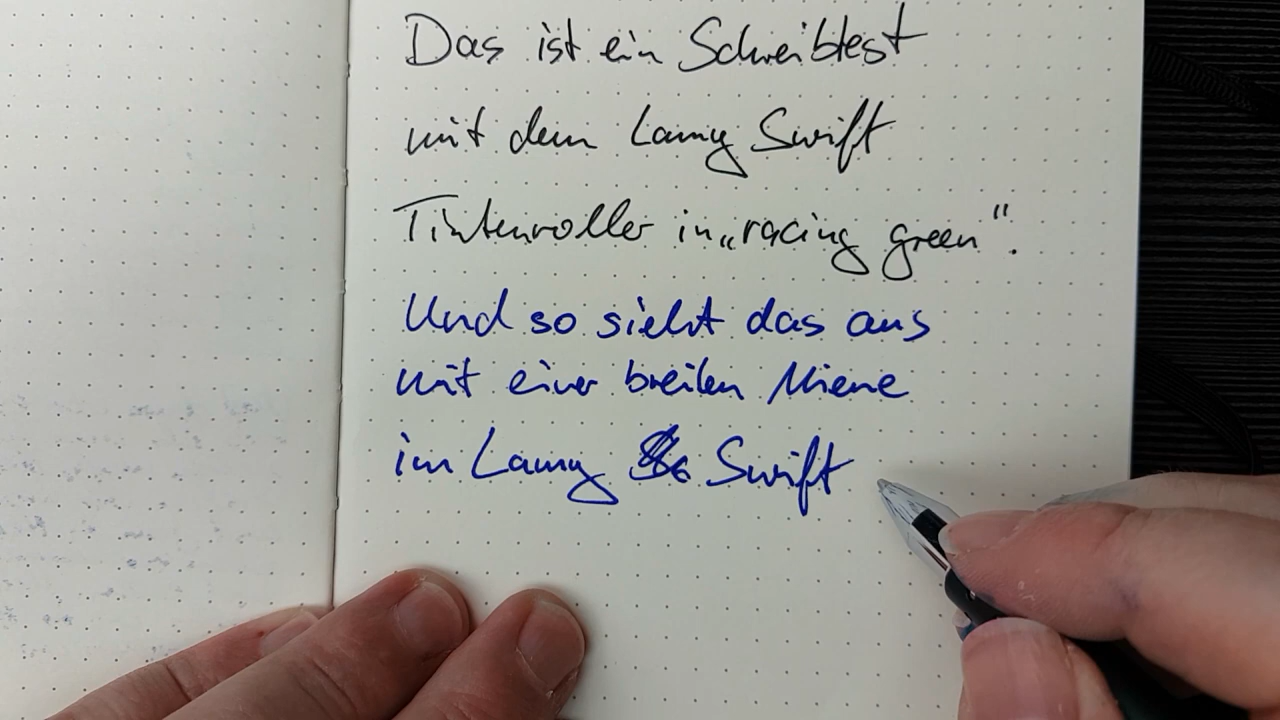 Das ist ein Schreibtest
mit dem Lamy Swift
Tintenroller in „racing green“.
Und so sieht das aus
mit einer breiten Miene
im Lamy Swift